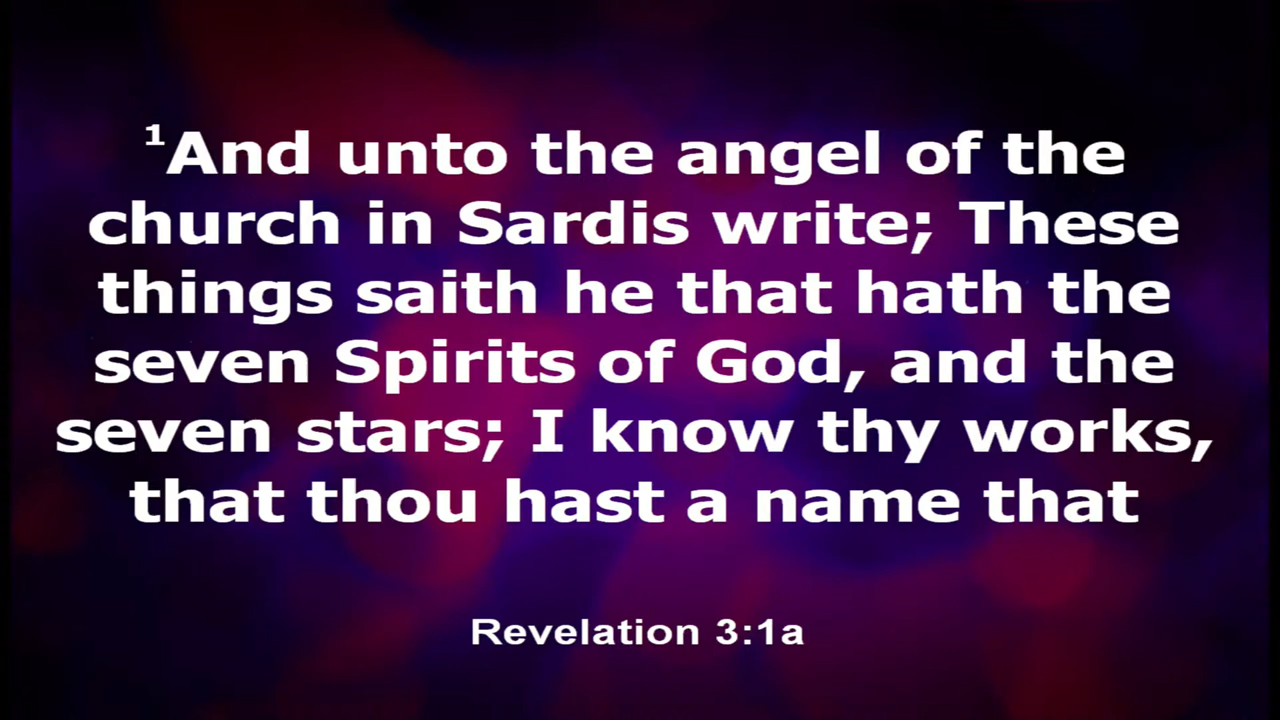 ¹And unto the angel of the
church in Sardis write; These
things saith he that hath the
seven Spirits of God, and the
seven stars; I know thy works,
that thou hast a name that
Revelation 3:1a